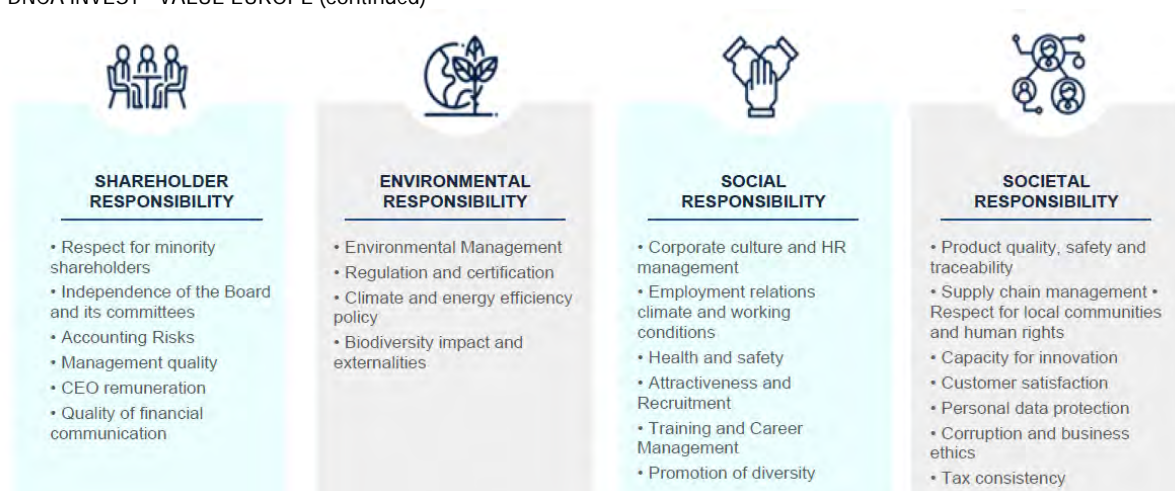 DNCA INVEST - VALUE EUROPE (continued)
SHAREHOLDER
RESPONSIBILITY
• Respect for minority
shareholders
• Independence of the Board
and its committees
• Accounting Risks
• Management quality
• CEO remuneration
• Quality of financial
communication
ENVIRONMENTAL
RESPONSIBILITY
• Environmental Management
• Regulation and certification
• Climate and energy efficiency
policy
• Biodiversity impact and
externalities
SOCIAL
RESPONSIBILITY
• Corporate culture and HR
management
• Employment relations
climate and working
conditions
• Health and safety
• Attractiveness and
Recruitment
• Training and Career
Management
• Promotion of diversity
SOCIETAL
RESPONSIBILITY
• Product quality, safety and
traceability
• Supply chain management •
Respect for local communities
and human rights
• Capacity for innovation
• Customer satisfaction
• Personal data protection
• Corruption and business
ethics
• Tax consistency